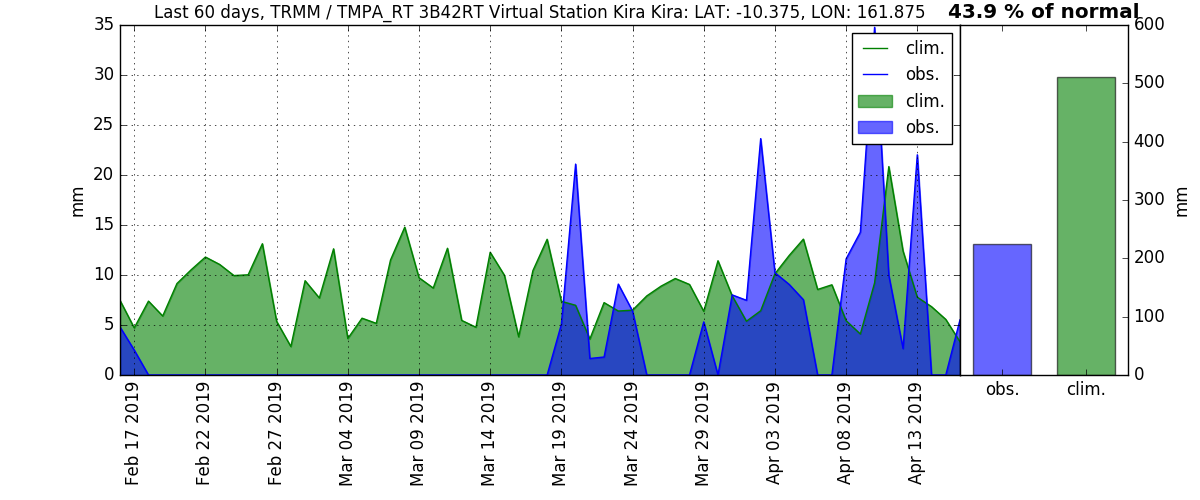 Last 60 days, TRMM / TMPA_RT 3B42RT Virtual Station Kira Kira: LAT: -10.375, LON: 161.875
43.9 % of normal
35
30
25
20
15
10
5
0
mm
clim.
obs.
clim.
obs.
600
500
400
300
200
100
0
mm
Feb 17 2019
Feb 22 2019
Feb 27 2019
Mar 04 2019
Mar 09 2019
Mar 14 2019
Mar 19 2019
Mar 24 2019
Mar 29 2019
Apr 03 2019
Apr 08 2019
Apr 13 2019
obs.
clim.